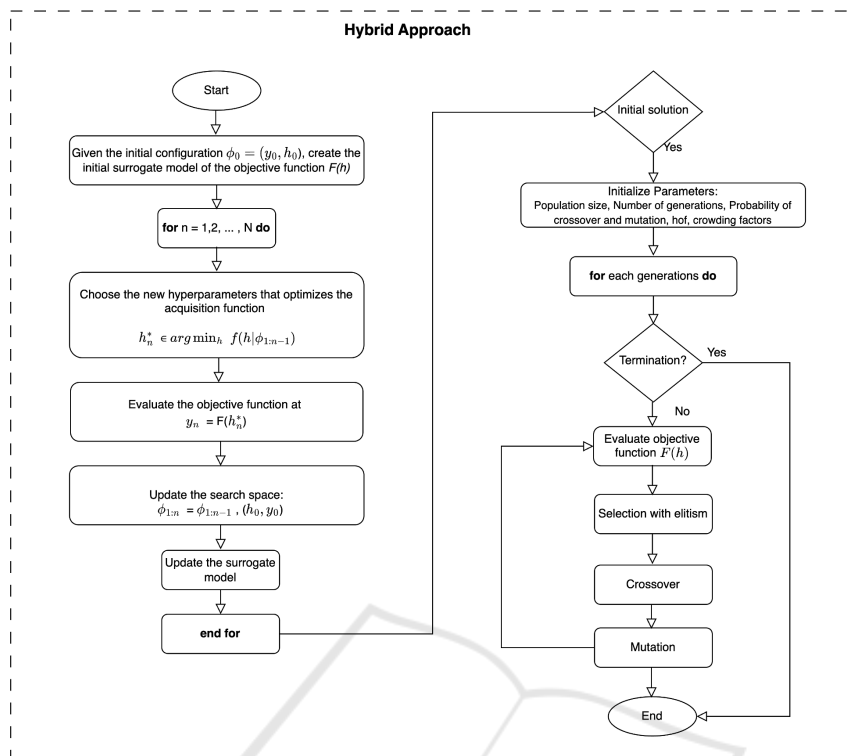 Hybrid Approach
Start
Given the initial configuration ϕ₀ = (y₀, h₀), create the
initial surrogate model of the objective function F(h)
for n = 1,2, ... , N do
Choose the new hyperparameters that optimizes the
acquisition function
hₙ* ∈ arg minₕ f(h|ϕ₁:ₙ₋₁)
Evaluate the objective function at
yₙ = F(hₙ*)
Update the search space:
ϕ₁:ₙ = ϕ₁:ₙ₋₁ , (h₀, y₀)
Update the surrogate
model
end for
Initial solution
Yes
Initialize Parameters:
Population size, Number of generations, Probability of
crossover and mutation, hof, crowding factors
for each generations do
Termination?
Yes
No
Evaluate objective
function F(h)
Selection with elitism
Crossover
Mutation
End